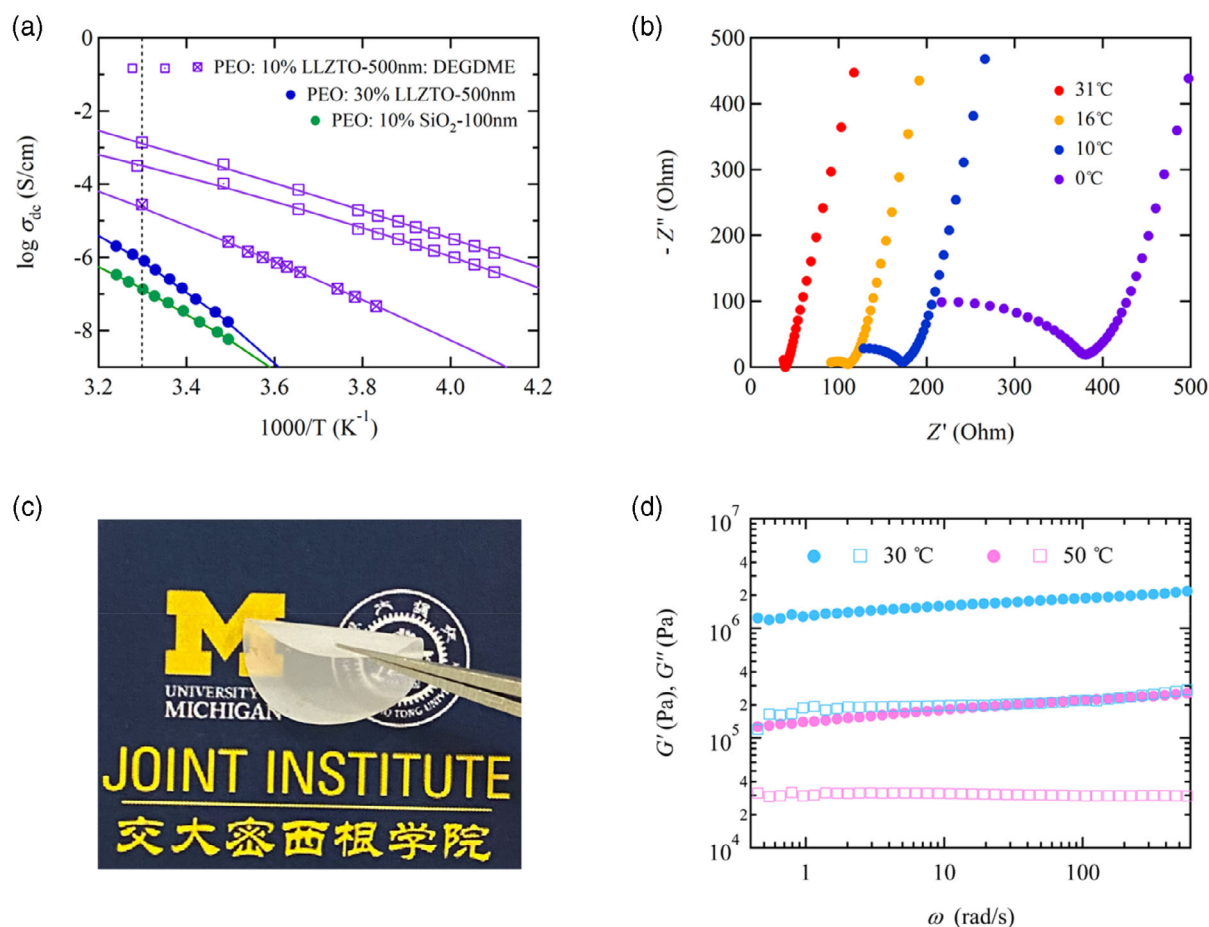 (a)
log σdc (S/cm)
-0
-2
-4
-6
-8
PEO: 10% LLZTO-500nm: DEGDME
PEO: 30% LLZTO-500nm
PEO: 10% SiO2-100nm
3.2 3.4 3.6 3.8 4.0 4.2
1000/T (K-1)
(b)
- Z'' (Ohm)
500
400
300
200
100
0
31℃
16℃
10℃
0℃
0 100 200 300 400 500
Z' (Ohm)
(c)
M
UNIVERSITY
MICHIGAN
JOINT INSTITUTE
交大密西根学院
(d)
G' (Pa), G'' (Pa)
10^7
4
2
10^6
4
2
10^5
4
2
10^4
30 ℃ 50 ℃
1 10 100
ω (rad/s)